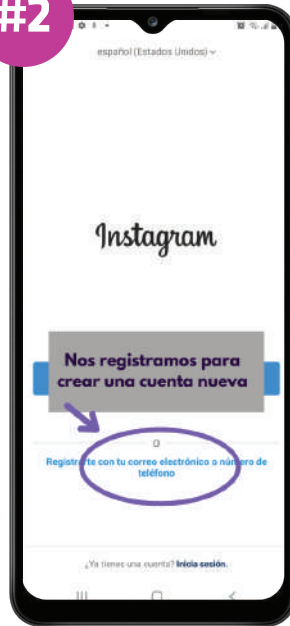 #2
español (Estados Unidos)
Instagram
Nos registramos para
crear una cuenta nueva
O
Registrarte con tu correo electrónico o número de
teléfono
¿Ya tienes una cuenta? Inicia sesión.